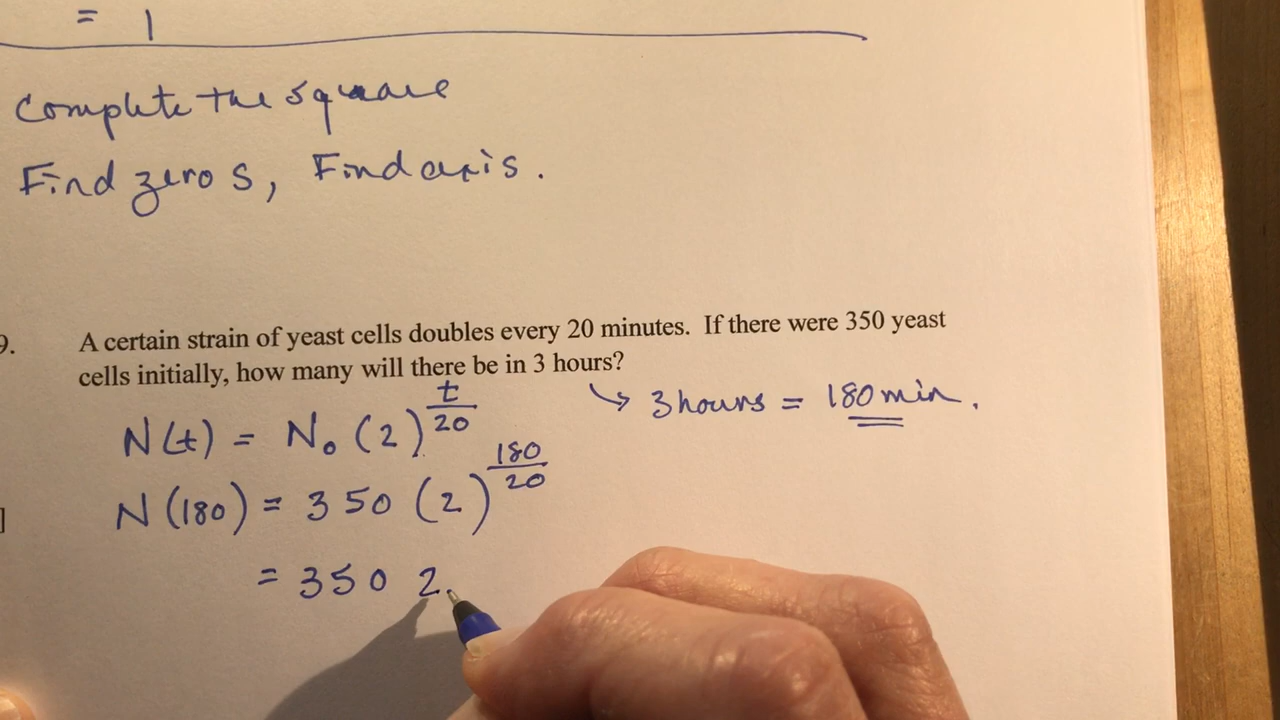 = 1
Complete the square
Find zeros, Find axis.
9. A certain strain of yeast cells doubles every 20 minutes. If there were 350 yeast
cells initially, how many will there be in 3 hours?
↳ 3 hours = 180 min.
N(t) = N₀ (2)^(t/20)
N(180) = 350 (2)^(180/20)
]
= 350 2